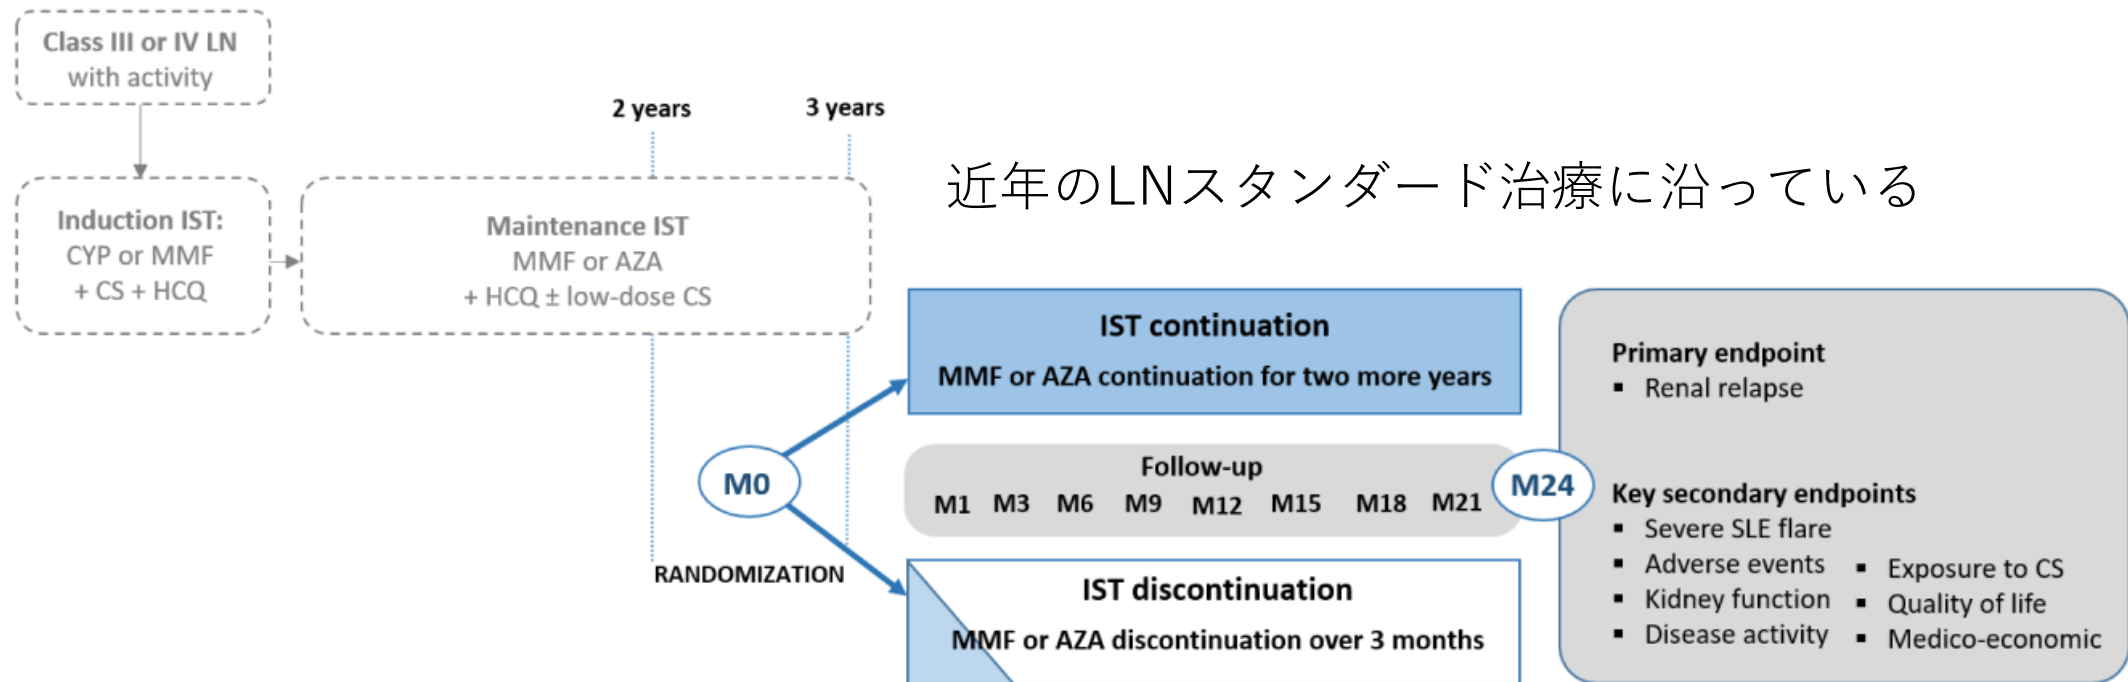 Class III or IV LN
with activity
2 years
3 years
近年のLNスタンダード治療に沿っている
Induction IST:
CYP or MMF
+ CS + HCQ
Maintenance IST
MMF or AZA
+ HCQ ± low-dose CS
IST continuation
MMF or AZA continuation for two more years
M0
RANDOMIZATION
Follow-up
M1 M3 M6 M9 M12 M15 M18 M21
M24
IST discontinuation
MMF or AZA discontinuation over 3 months
Primary endpoint
▪ Renal relapse
Key secondary endpoints
▪ Severe SLE flare
▪ Adverse events
▪ Kidney function
▪ Disease activity
▪ Exposure to CS
▪ Quality of life
▪ Medico-economic